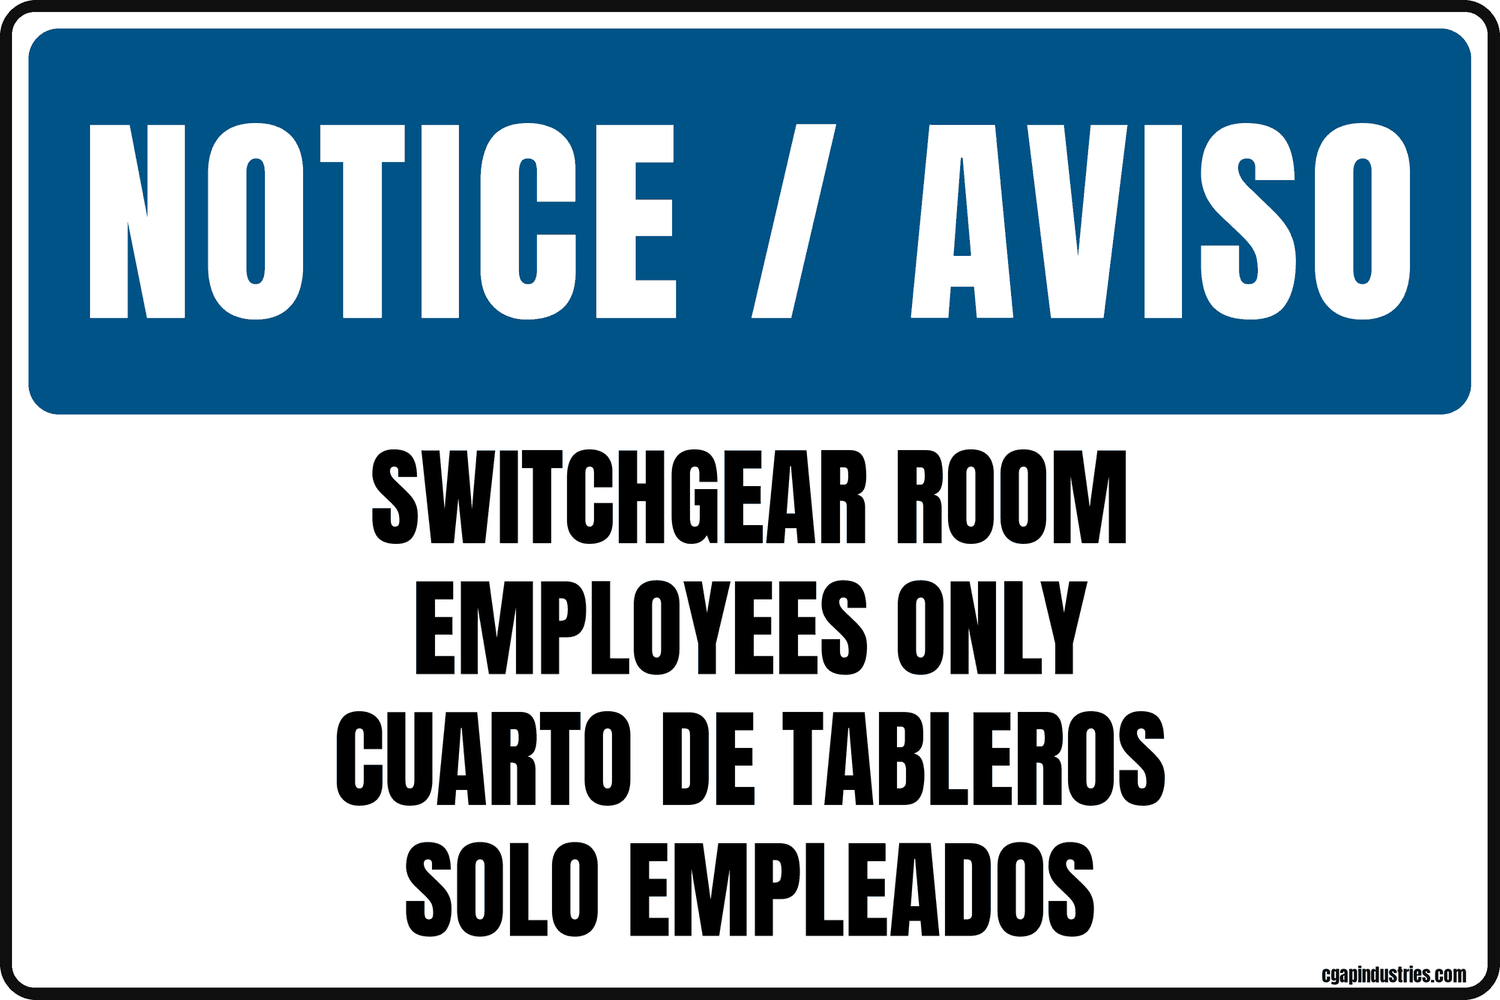 NOTICE / AVISO
SWITCHGEAR ROOM
EMPLOYEES ONLY
CUARTO DE TABLEROS
SOLO EMPLEADOS
cgapindustries.com